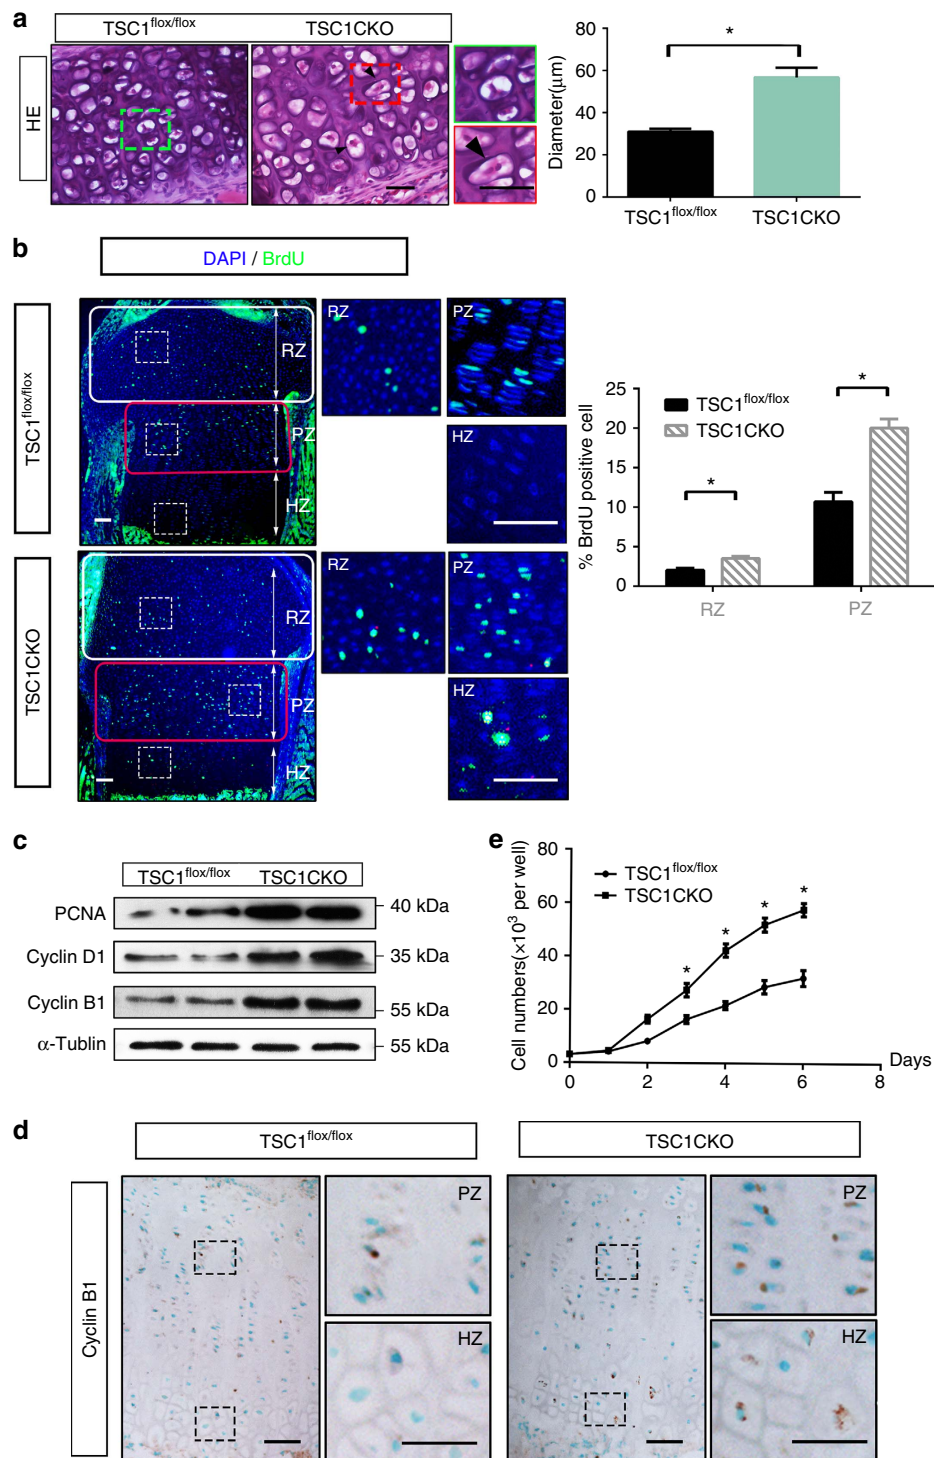 a
TSC1flox/flox
TSC1CKO
HE
Diameter(μm)
80
60
40
20
0
*
TSC1flox/flox
TSC1CKO
b
DAPI / BrdU
TSC1flox/flox
RZ
PZ
HZ
RZ
PZ
HZ
TSC1CKO
RZ
PZ
HZ
RZ
PZ
HZ
% BrdU positive cell
25
20
15
10
5
0
TSC1flox/flox
TSC1CKO
*
*
RZ
PZ
c
TSC1flox/flox TSC1CKO
PCNA 40 kDa
Cyclin D1 35 kDa
Cyclin B1 55 kDa
α-Tublin 55 kDa
e
Cell numbers(×10³ per well)
80
60
40
20
0
TSC1flox/flox
TSC1CKO
* * * *
0 2 4 6 8
Days
d
TSC1flox/flox
TSC1CKO
Cyclin B1
PZ
HZ
PZ
HZ